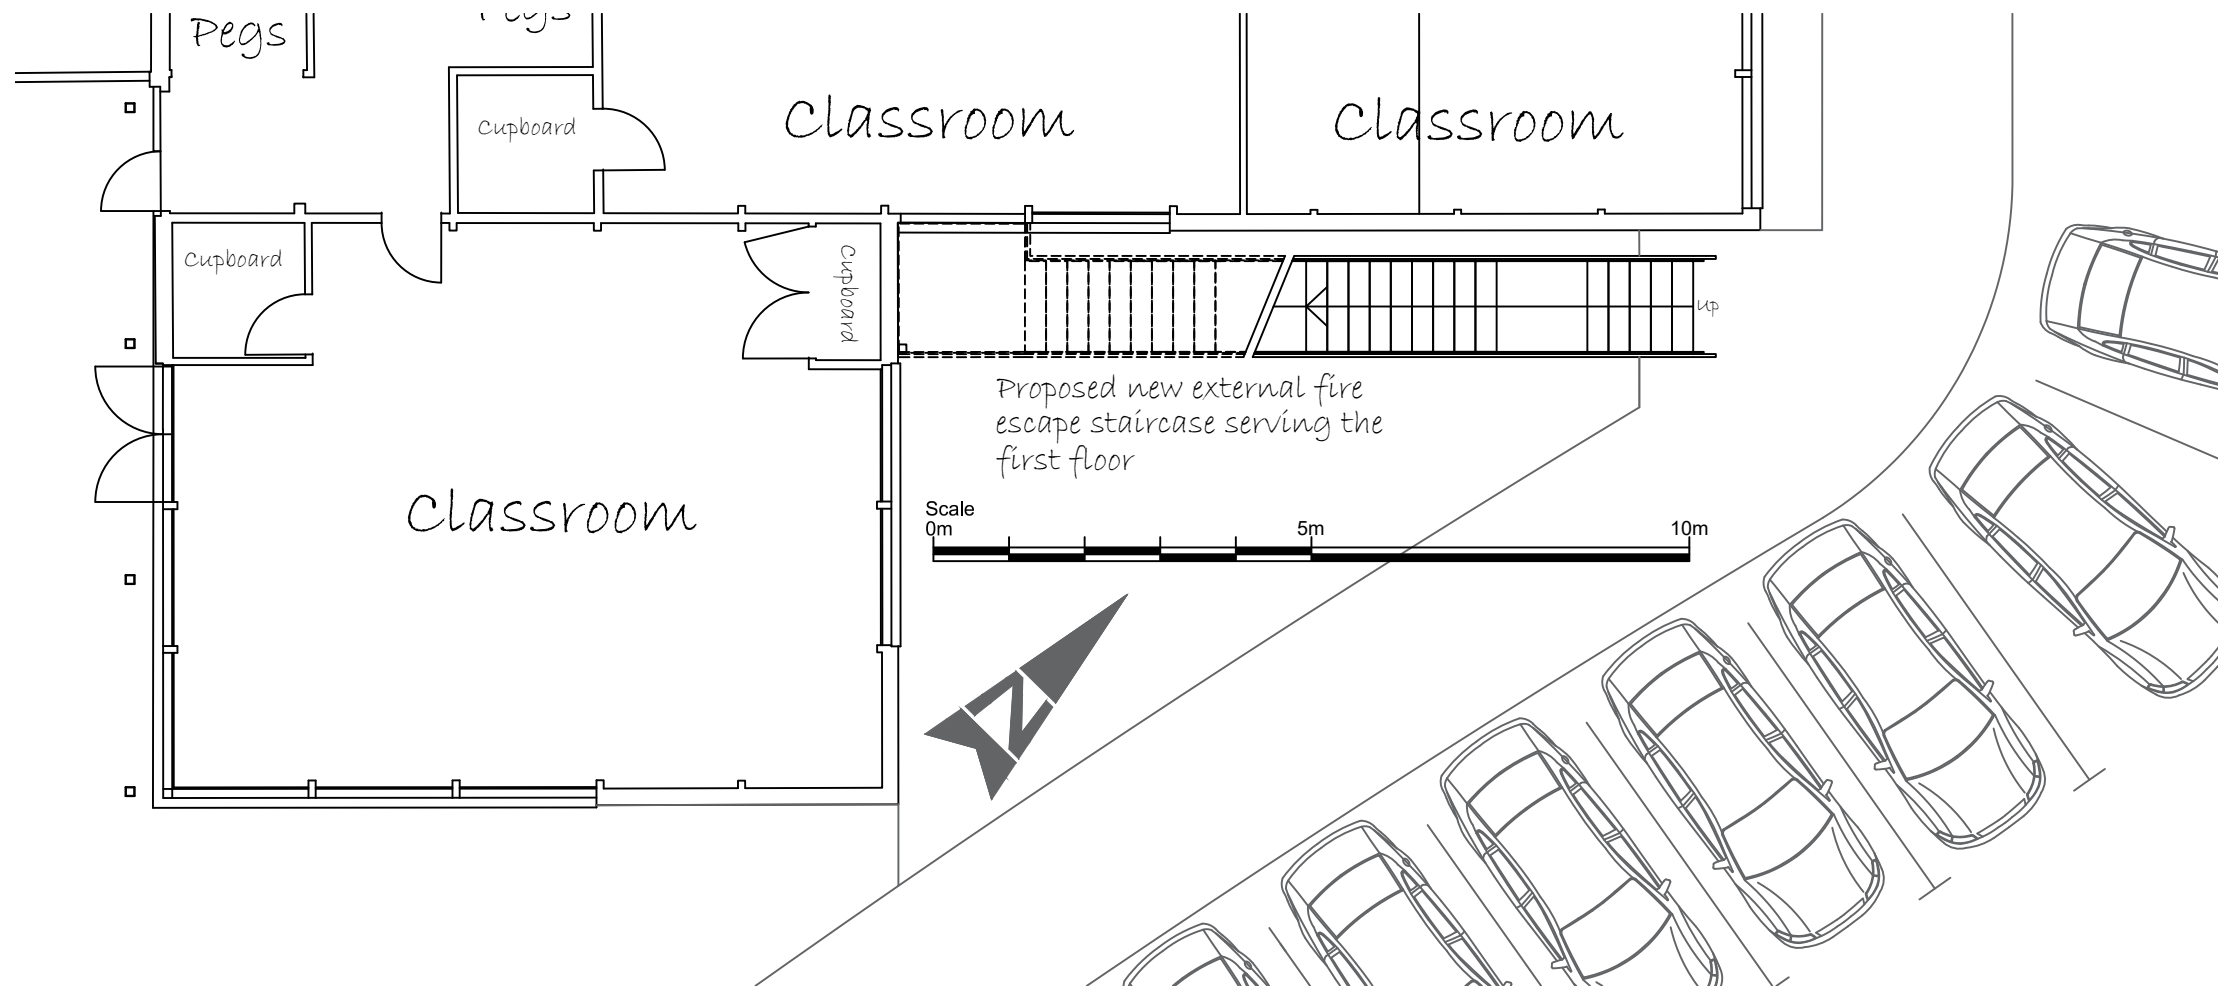 Pegs
Pegs
Cupboard
Classroom
Classroom
Cupboard
Cupboard
Up
Proposed new external fire
escape staircase serving the
first floor
Classroom
Scale
0m 5m 10m
N